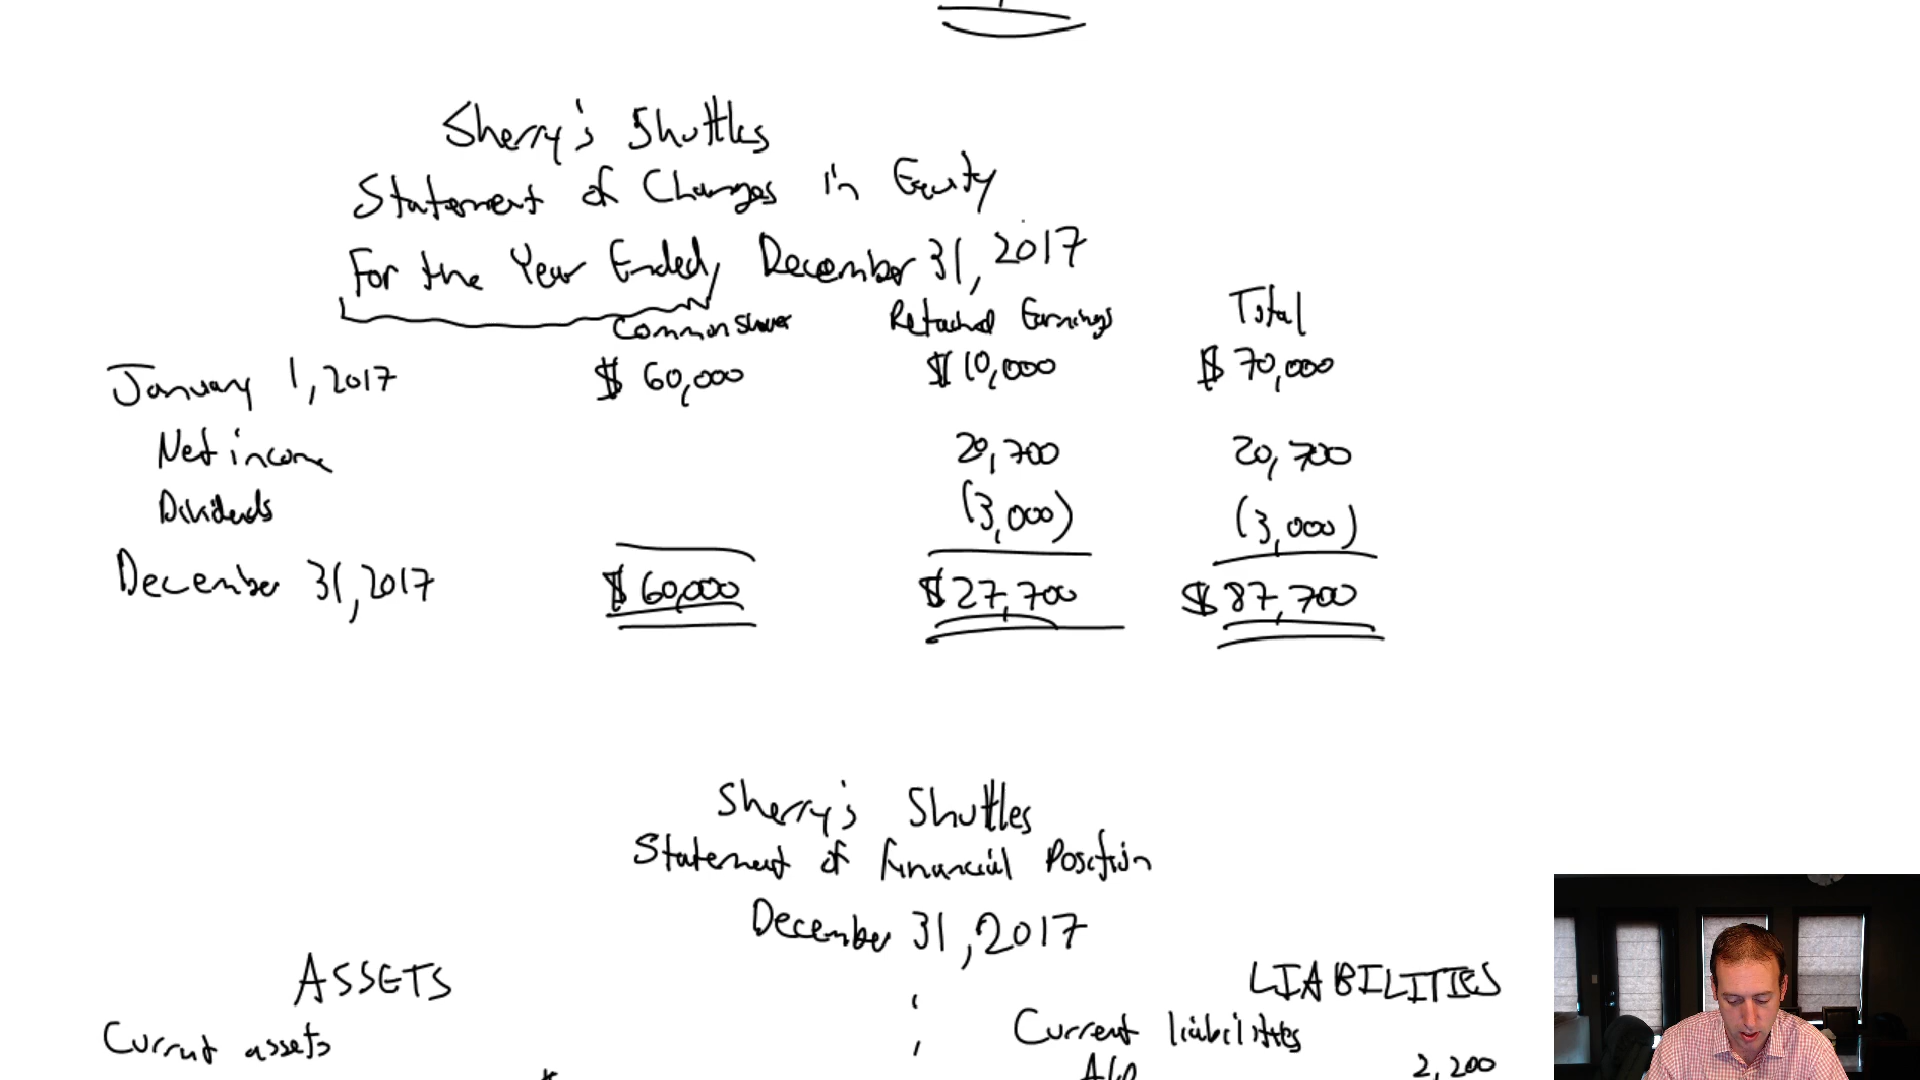 Sherry's Shuttles
Statement of Changes in Equity
For the Year Ended, December 31, 2017
Common Shares Retained Earnings Total
January 1, 2017 $ 60,000 $ 10,000 $ 70,000
Net income 20,700 20,700
Dividends (3,000) (3,000)
December 31, 2017 $ 60,000 $ 27,700 $ 87,700
Sherry's Shuttles
Statement of Financial Position
December 31, 2017
ASSETS LIABILITIES
Current assets Current liabilities
A/P 2,200